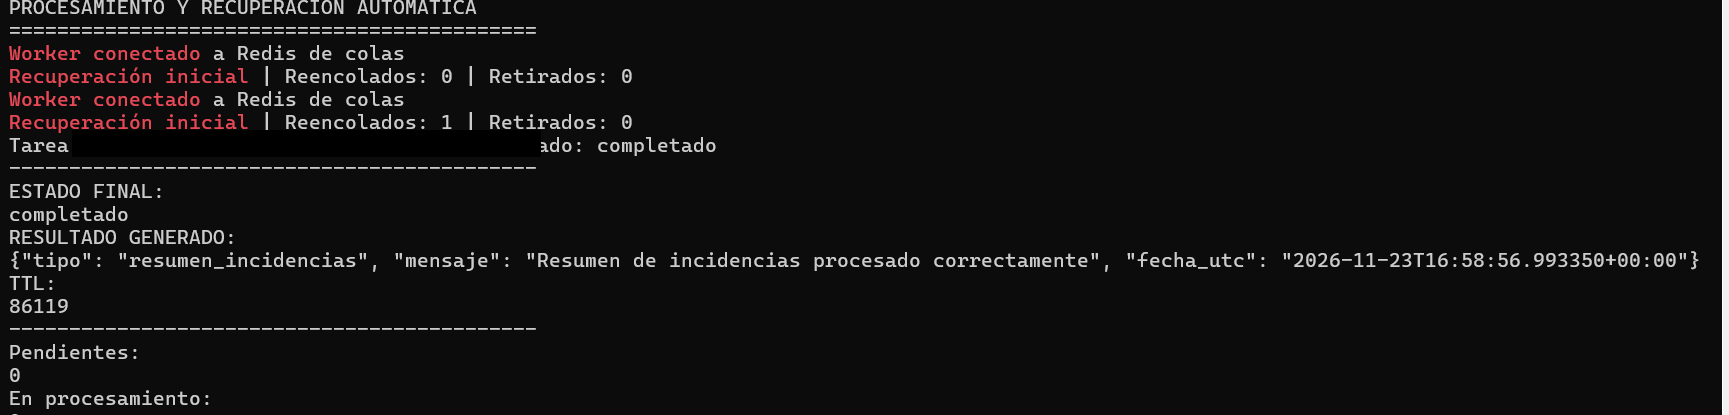 PROCESAMIENTO Y RECUPERACION AUTOMATICA
============================================
Worker conectado a Redis de colas
Recuperación inicial | Reencolados: 0 | Retirados: 0
Worker conectado a Redis de colas
Recuperación inicial | Reencolados: 1 | Retirados: 0
Tarea ado: completado
--------------------------------------------
ESTADO FINAL:
completado
RESULTADO GENERADO:
{"tipo": "resumen_incidencias", "mensaje": "Resumen de incidencias procesado correctamente", "fecha_utc": "2026-11-23T16:58:56.993350+00:00"}
TTL:
86119
--------------------------------------------
Pendientes:
0
En procesamiento: